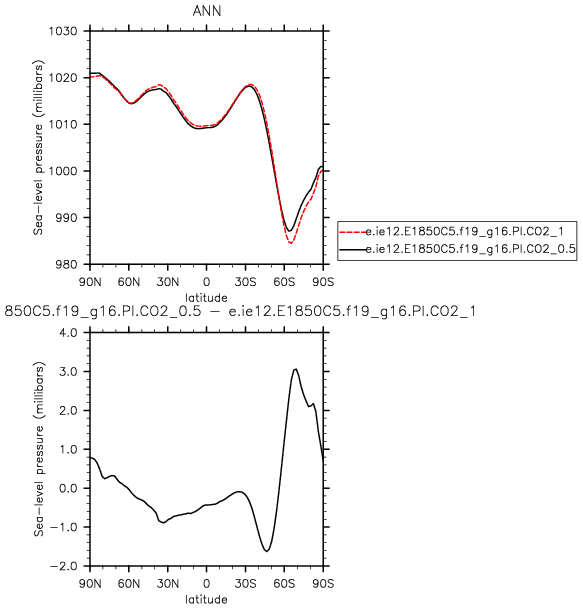 ANN
1030
1020
1010
1000
990
980
Sea-level pressure (millibars)
90N 60N 30N 0 30S 60S 90S
latitude
e.ie12.E1850C5.f19_g16.PI.CO2_1
e.ie12.E1850C5.f19_g16.PI.CO2_0.5
850C5.f19_g16.PI.CO2_0.5 - e.ie12.E1850C5.f19_g16.PI.CO2_1
4.0
3.0
2.0
1.0
0.0
-1.0
-2.0
Sea-level pressure (millibars)
90N 60N 30N 0 30S 60S 90S
latitude